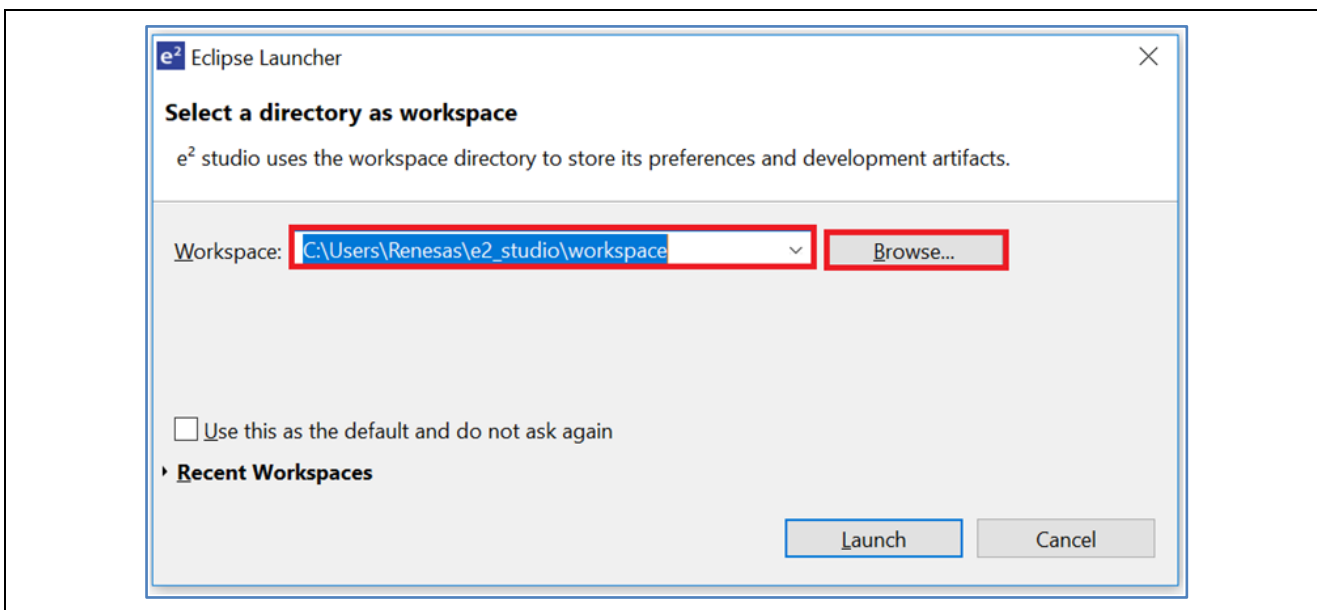 e² Eclipse Launcher
Select a directory as workspace
e² studio uses the workspace directory to store its preferences and development artifacts.
Workspace: C:\Users\Renesas\e2_studio\workspace Browse...
Use this as the default and do not ask again
Recent Workspaces
Launch Cancel